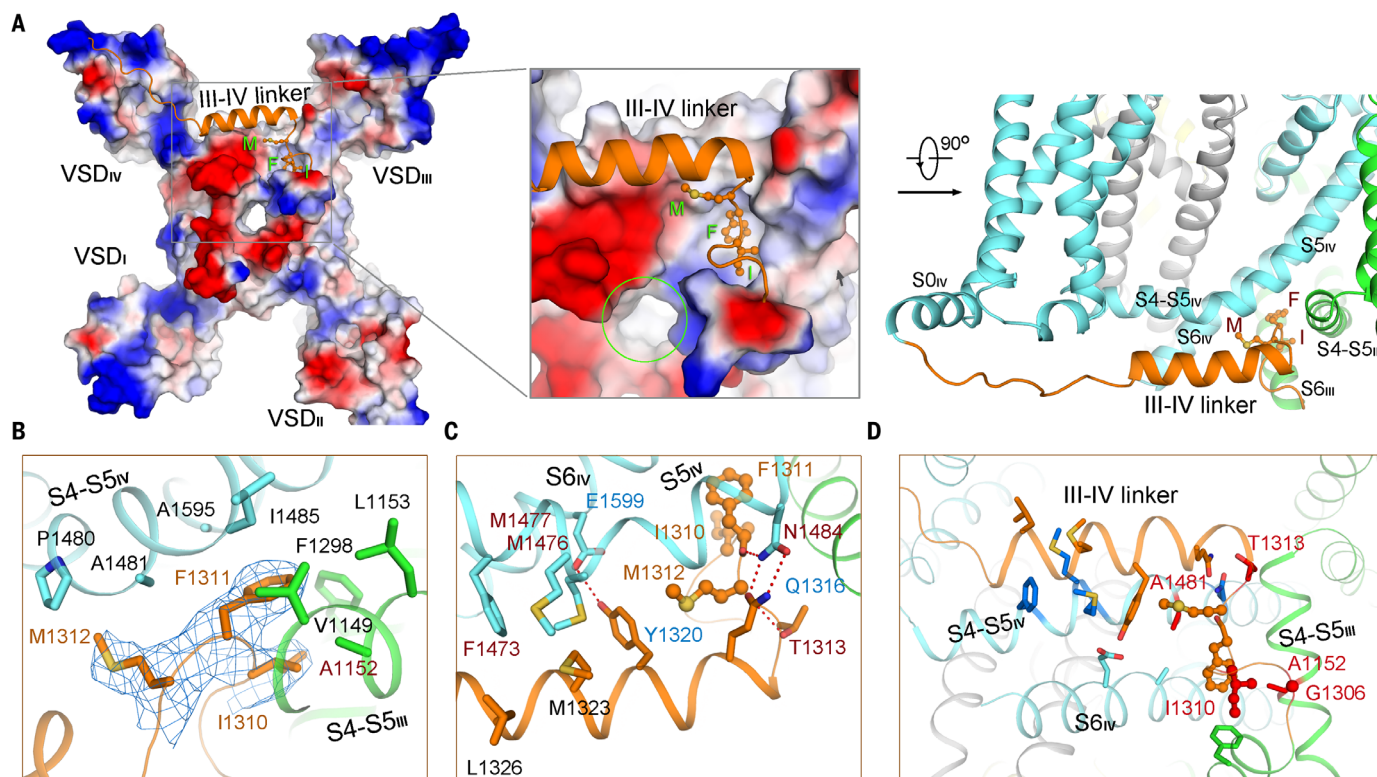 A
III-IV linker
M
F
I
VSDIV
VSDIII
VSDI
VSDII
III-IV linker
M
F
I
90°
S0IV
S4-S5IV
S5IV
S6IV
F
M
I
S4-S5II
S6III
III-IV linker
B
S4-S5IV
P1480
A1595
A1481
I1485
L1153
F1298
F1311
V1149
M1312
A1152
I1310
S4-S5III
C
S6IV
S5IV
F1311
E1599
M1477
M1476
I1310
N1484
M1312
Q1316
F1473
Y1320
T1313
M1323
L1326
D
III-IV linker
T1313
A1481
S4-S5IV
S4-S5III
A1152
G1306
I1310
S6IV